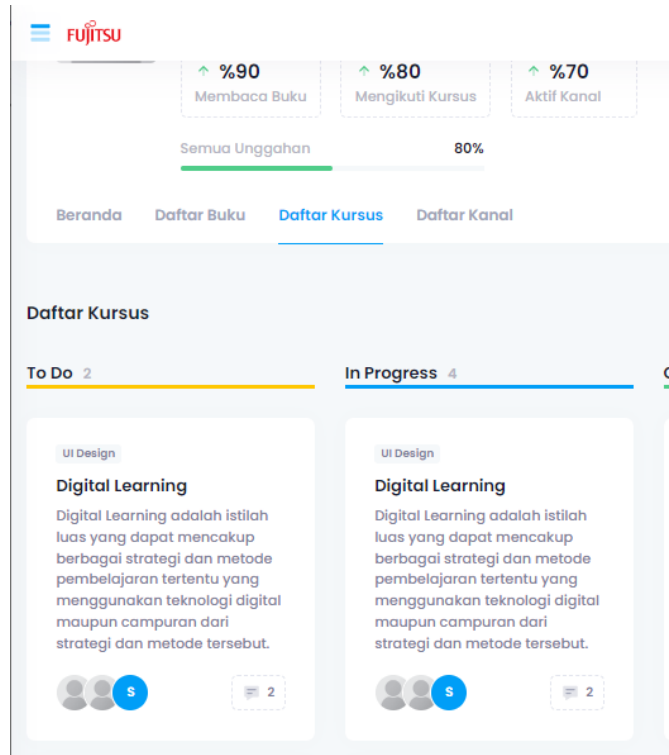 FUJITSU
%90
Membaca Buku
%80
Mengikuti Kursus
%70
Aktif Kanal
Semua Unggahan 80%
Beranda Daftar Buku Daftar Kursus Daftar Kanal
Daftar Kursus
To Do 2
UI Design
Digital Learning
Digital Learning adalah istilah
luas yang dapat mencakup
berbagai strategi dan metode
pembelajaran tertentu yang
menggunakan teknologi digital
maupun campuran dari
strategi dan metode tersebut.
S
2
In Progress 4
UI Design
Digital Learning
Digital Learning adalah istilah
luas yang dapat mencakup
berbagai strategi dan metode
pembelajaran tertentu yang
menggunakan teknologi digital
maupun campuran dari
strategi dan metode tersebut.
S
2